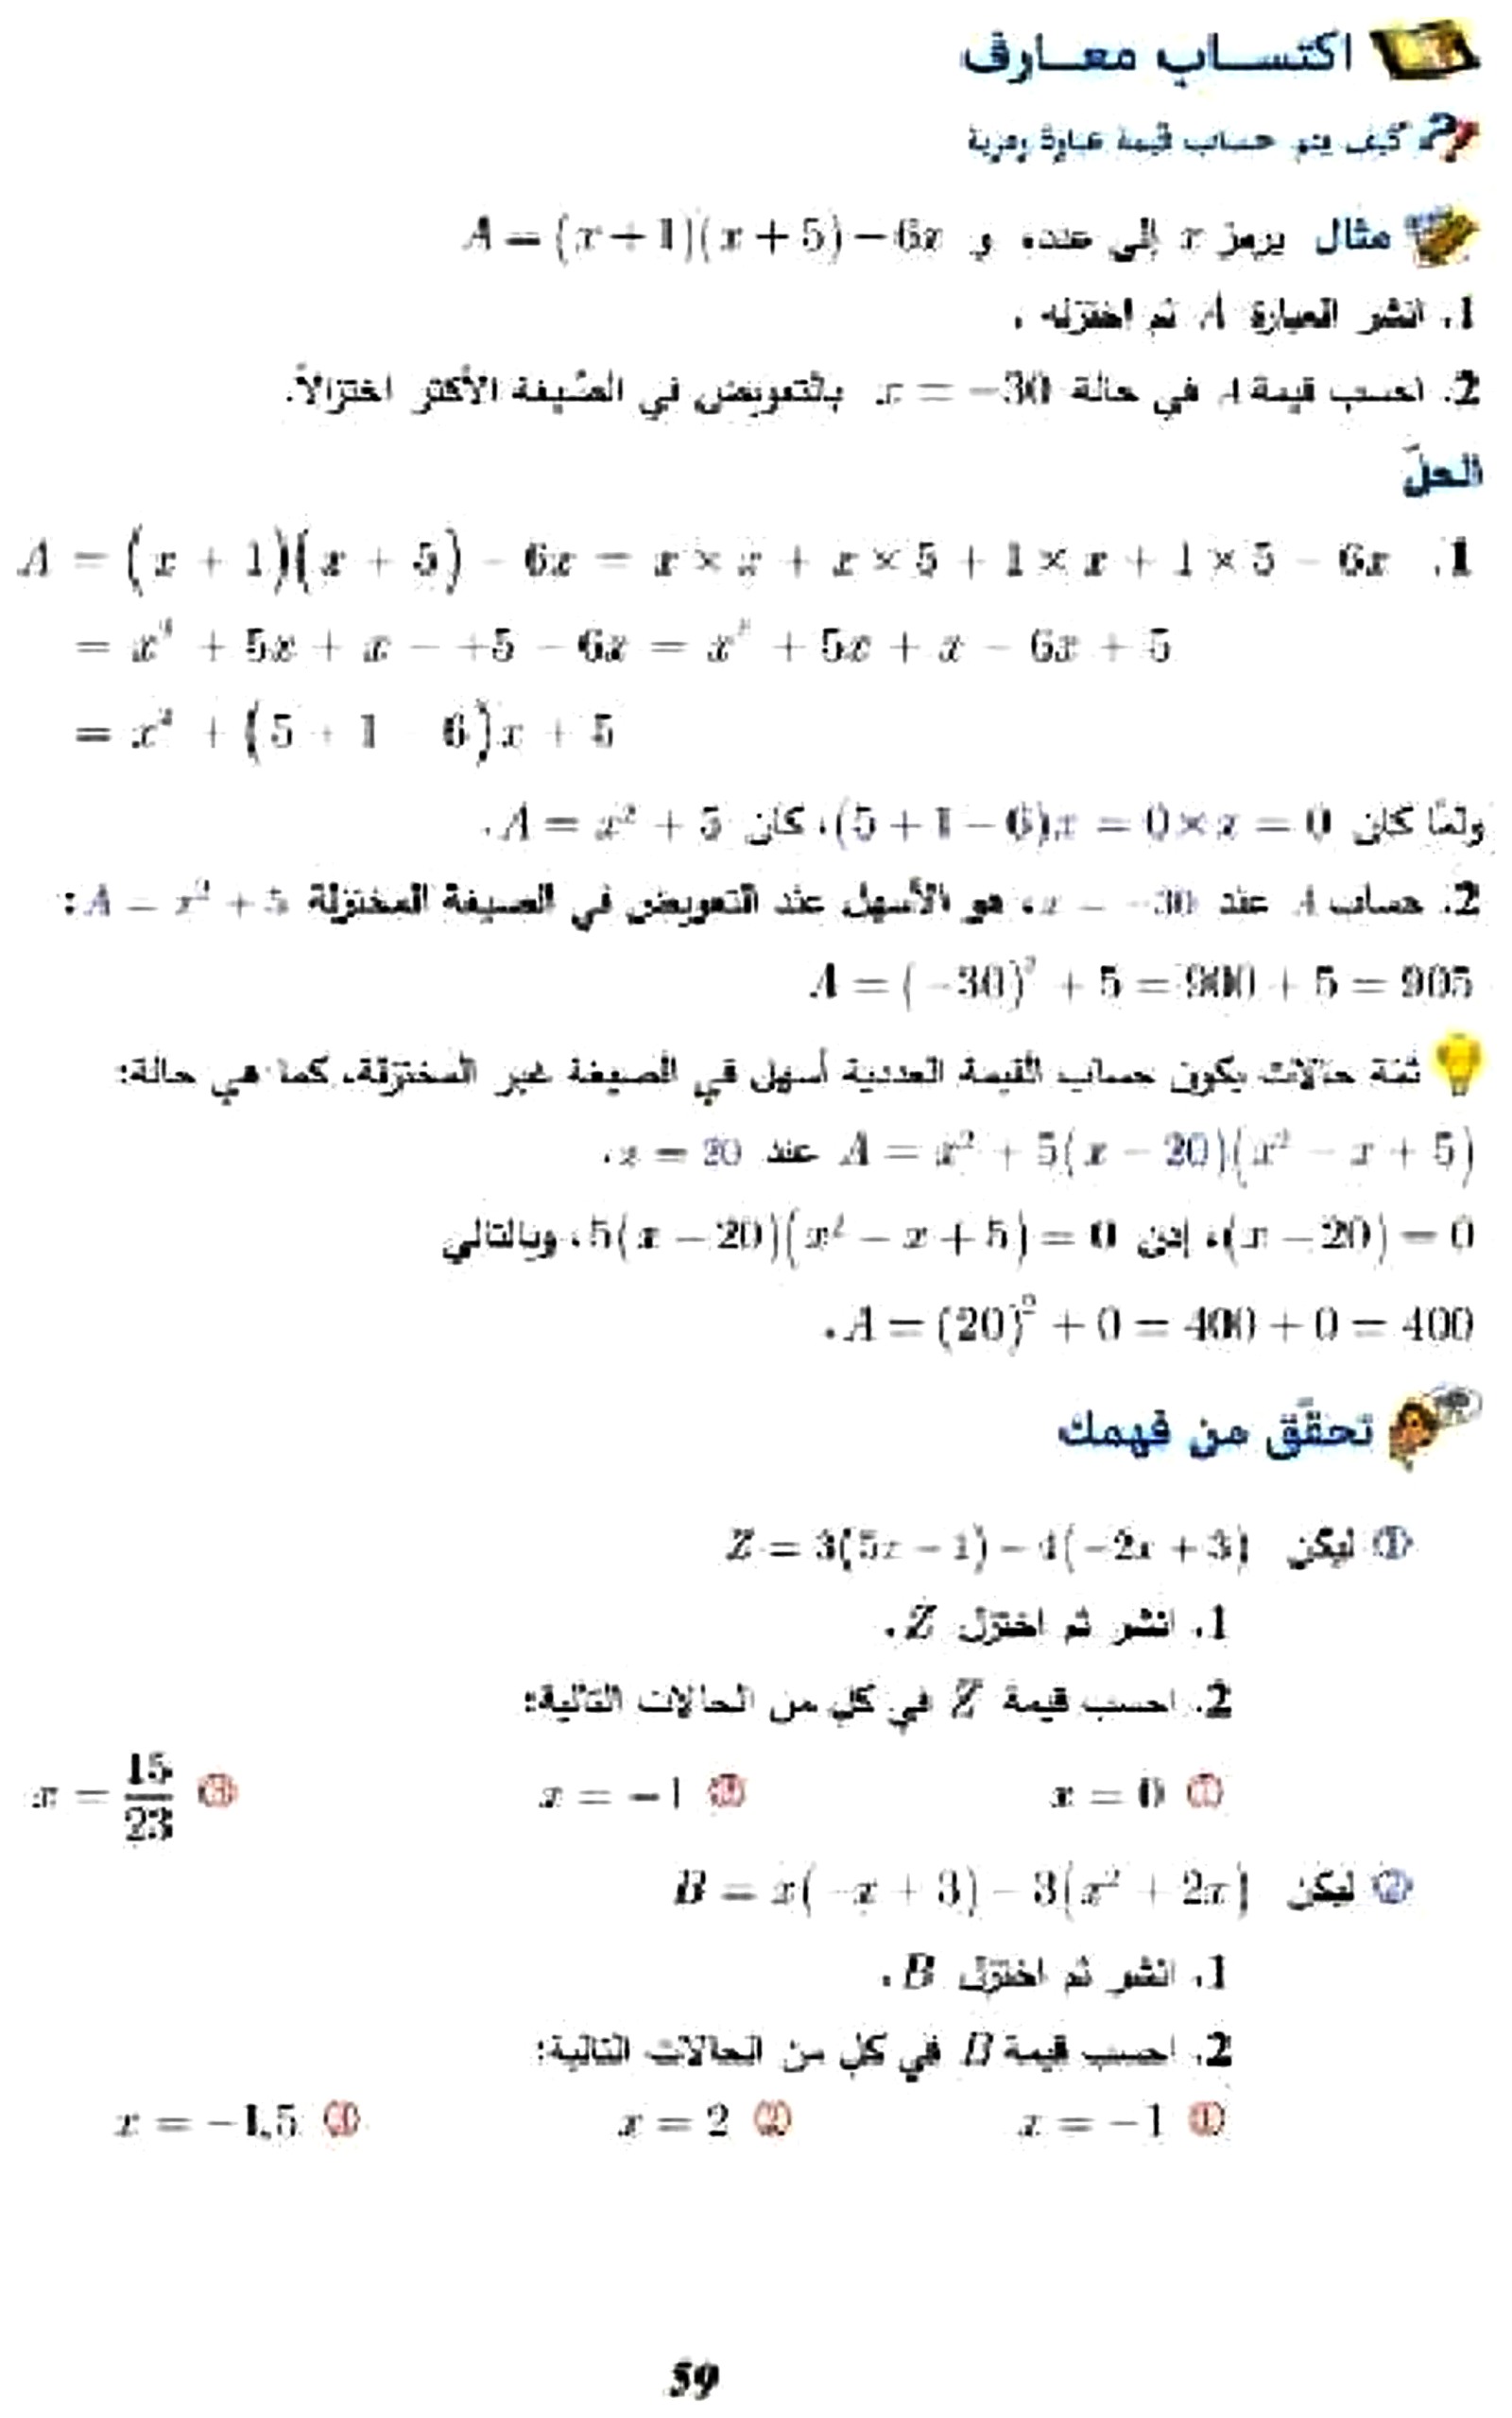 اكتساب معارف
كيف يتم حساب قيمة عبارة رمزية
مثال يرمز x إلى عدد، و A = (x+1)(x+5)−6x
1. انشر العبارة A ثم اختزله .
2. احسب قيمة A في حالة x = −30 بالتعويض في الصّيغة الأكثر اختزالاً.
الحلّ
1. A = (x + 1)(x + 5) − 6x = x × x + x × 5 + 1 × x + 1 × 5 − 6x
= x² + 5x + x − +5 − 6x = x² + 5x + x − 6x + 5
= x² + (5 + 1 − 6)x + 5
ولمّا كان (5+1−6)x = 0×x = 0، كان A = x² + 5.
2. حساب A عند x = −30، هو الأسهل عند التعويض في الصيغة المختزلة A = x² + 5 :
A = (−30)² + 5 = 900 + 5 = 905
ثمة حالات يكون حساب القيمة العددية أسهل في الصيغة غير المختزلة، كما هي حالة:
A = x² + 5(x − 20)(x² − x + 5) عند x = 20.
(x − 20) = 0، إذن 5(x − 20)(x² − x + 5) = 0، وبالتالي
A = (20)² + 0 = 400 + 0 = 400.
تحقّق من فهمك
① ليكن Z = 3(5x − 1) − 4(−2x + 3)
1. انشر ثم اختزل Z.
2. احسب قيمة Z في كل من الحالات التالية:
① x = 0 ② x = −1 ③ x = 15/23
② ليكن B = x(−x + 3) − 3(x² + 2x)
1. انشر ثم اختزل B.
2. احسب قيمة B في كل من الحالات التالية:
① x = −1 ② x = 2 ③ x = −1.5
59